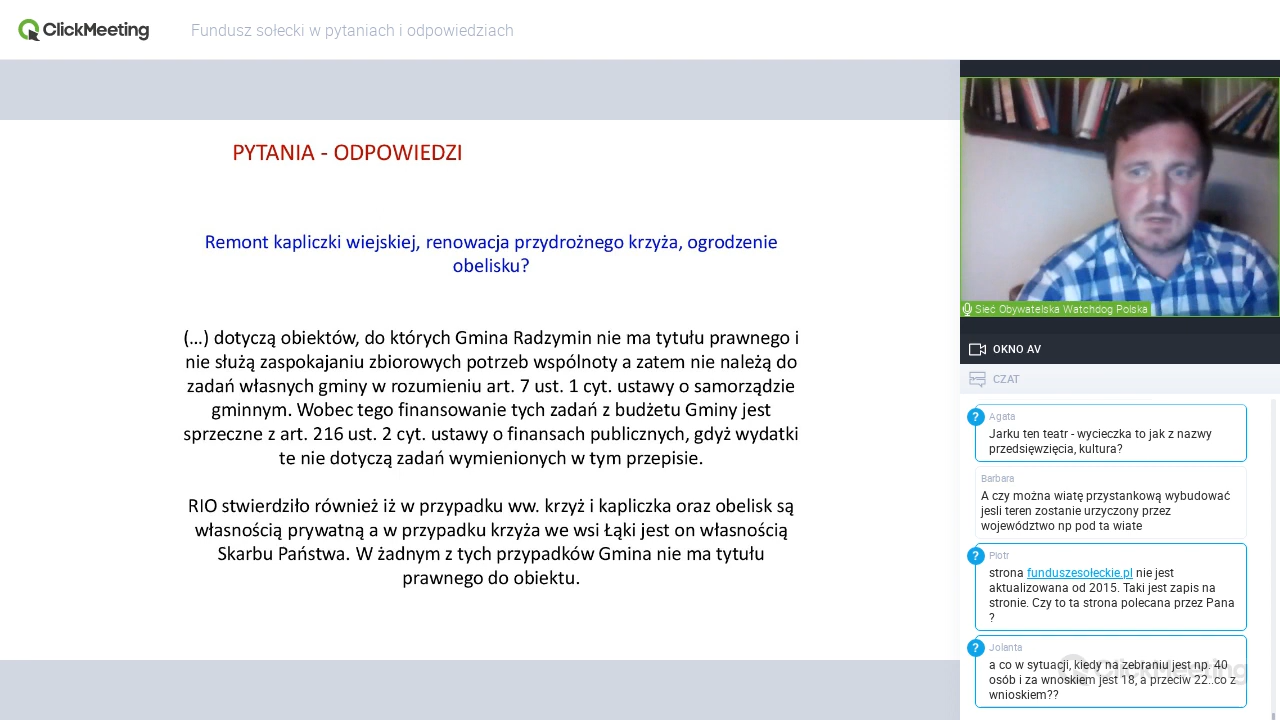 ClickMeeting
Fundusz sołecki w pytaniach i odpowiedziach
PYTANIA - ODPOWIEDZI
Remont kapliczki wiejskiej, renowacja przydrożnego krzyża, ogrodzenie
obelisku?
(...) dotyczą obiektów, do których Gmina Radzymin nie ma tytułu prawnego i
nie służą zaspokajaniu zbiorowych potrzeb wspólnoty a zatem nie należą do
zadań własnych gminy w rozumieniu art. 7 ust. 1 cyt. ustawy o samorządzie
gminnym. Wobec tego finansowanie tych zadań z budżetu Gminy jest
sprzeczne z art. 216 ust. 2 cyt. ustawy o finansach publicznych, gdyż wydatki
te nie dotyczą zadań wymienionych w tym przepisie.
RIO stwierdziło również iż w przypadku ww. krzyż i kapliczka oraz obelisk są
własnością prywatną a w przypadku krzyża we wsi Łąki jest on własnością
Skarbu Państwa. W żadnym z tych przypadków Gmina nie ma tytułu
prawnego do obiektu.
Sieć Obywatelska Watchdog Polska
OKNO AV
CZAT
?
Agata
Jarku ten teatr - wycieczka to jak z nazwy
przedsięwzięcia, kultura?
Barbara
A czy można wiatę przystankową wybudować
jesli teren zostanie urzyczony przez
województwo np pod ta wiate
?
Piotr
strona funduszesołeckie.pl nie jest
aktualizowana od 2015. Taki jest zapis na
stronie. Czy to ta strona polecana przez Pana
?
?
Jolanta
a co w sytuacji, kiedy na zebraniu jest np. 40
osób i za wnoskiem jest 18, a przeciw 22..co z
wnioskiem??
ClickMeeting